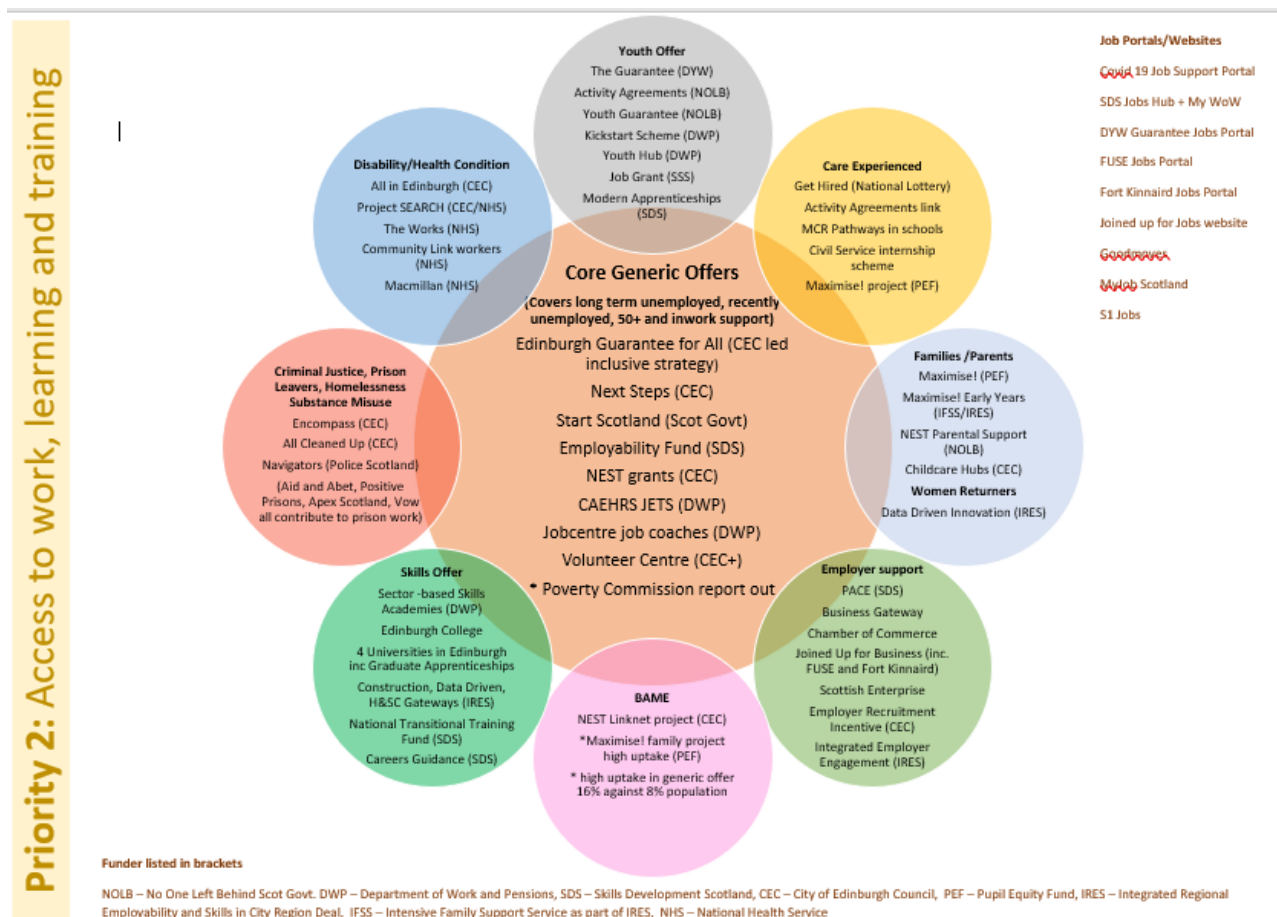 Priority 2: Access to work, learning and training
Youth Offer
The Guarantee (DYW)
Activity Agreements (NOLB)
Youth Guarantee (NOLB)
Kickstart Scheme (DWP)
Youth Hub (DWP)
Job Grant (SSS)
Modern Apprenticeships
(SDS)
Disability/Health Condition
All in Edinburgh (CEC)
Project SEARCH (CEC/NHS)
The Works (NHS)
Community Link workers
(NHS)
Macmillan (NHS)
Care Experienced
Get Hired (National Lottery)
Activity Agreements link
MCR Pathways in schools
Civil Service internship
scheme
Maximise! project (PEF)
Core Generic Offers
(Covers long term unemployed, recently
unemployed, 50+ and inwork support)
Edinburgh Guarantee for All (CEC led
inclusive strategy)
Next Steps (CEC)
Start Scotland (Scot Govt)
Employability Fund (SDS)
NEST grants (CEC)
CAEHRS JETS (DWP)
Jobcentre job coaches (DWP)
Volunteer Centre (CEC+)
* Poverty Commission report out
Criminal Justice, Prison
Leavers, Homelessness
Substance Misuse
Encompass (CEC)
All Cleaned Up (CEC)
Navigators (Police Scotland)
(Aid and Abet, Positive
Prisons, Apex Scotland, Vow
all contribute to prison work)
Families /Parents
Maximise! (PEF)
Maximise! Early Years
(IFSS/IRES)
NEST Parental Support
(NOLB)
Childcare Hubs (CEC)
Women Returners
Data Driven Innovation (IRES)
Skills Offer
Sector -based Skills
Academies (DWP)
Edinburgh College
4 Universities in Edinburgh
inc Graduate Apprenticeships
Construction, Data Driven,
H&SC Gateways (IRES)
National Transitional Training
Fund (SDS)
Careers Guidance (SDS)
Employer support
PACE (SDS)
Business Gateway
Chamber of Commerce
Joined Up for Business (inc.
FUSE and Fort Kinnaird)
Scottish Enterprise
Employer Recruitment
Incentive (CEC)
Integrated Employer
Engagement (IRES)
BAME
NEST Linknet project (CEC)
*Maximise! family project
high uptake (PEF)
* high uptake in generic offer
16% against 8% population
Job Portals/Websites
Covid 19 Job Support Portal
SDS Jobs Hub + My WoW
DYW Guarantee Jobs Portal
FUSE Jobs Portal
Fort Kinnaird Jobs Portal
Joined up for Jobs website
Goodmoves
MyJob Scotland
S1 Jobs
Funder listed in brackets
NOLB – No One Left Behind Scot Govt. DWP – Department of Work and Pensions, SDS – Skills Development Scotland, CEC – City of Edinburgh Council, PEF – Pupil Equity Fund, IRES – Integrated Regional
Employability and Skills in City Region Deal, IFSS – Intensive Family Support Service as part of IRES, NHS – National Health Service